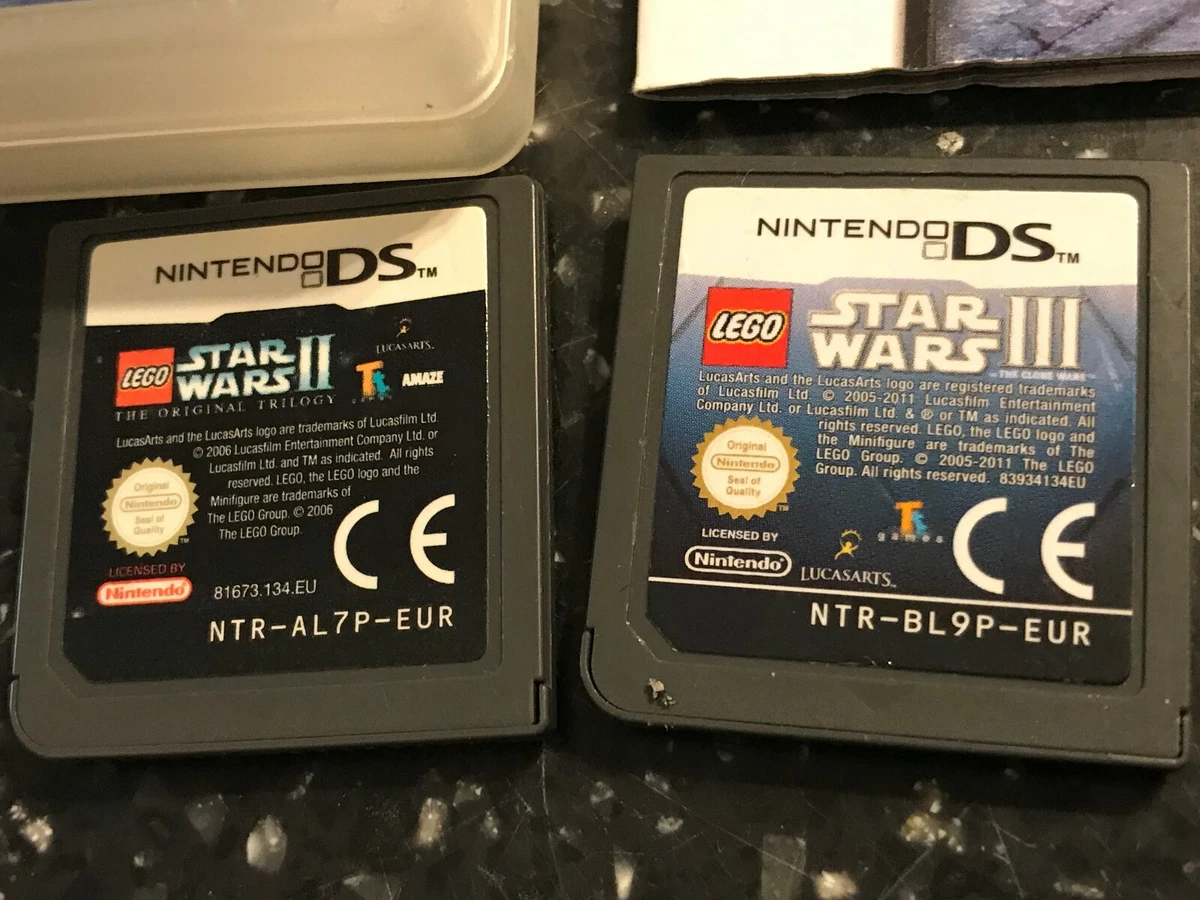 NINTENDO DS™
LEGO STAR WARS II
THE ORIGINAL TRILOGY
LUCASARTS.
TT
AMAZE
LucasArts and the LucasArts logo are trademarks of Lucasfilm Ltd.
© 2006 Lucasfilm Entertainment Company Ltd. or
Lucasfilm Ltd. and TM as indicated. All rights
reserved. LEGO, the LEGO logo and the
Minifigure are trademarks of
The LEGO Group. © 2006
The LEGO Group.
Original
Nintendo
Seal of
Quality
TM
CE
LICENSED BY
Nintendo
81673.134.EU
NTR-AL7P-EUR
NINTENDO DS™
LEGO STAR WARS III
THE CLONE WARS™
LucasArts and the LucasArts logo are registered trademarks
of Lucasfilm Ltd. © 2005-2011 Lucasfilm Entertainment
Company Ltd. or Lucasfilm Ltd. & ® or TM as indicated. All
rights reserved. LEGO, the LEGO logo and
the Minifigure are trademarks of The
LEGO Group. © 2005-2011 The LEGO
Group. All rights reserved. 83934134EU
Original
Nintendo
Seal of
Quality
TM
LICENSED BY
Nintendo
LUCASARTS™
TT
games
CE
NTR-BL9P-EUR